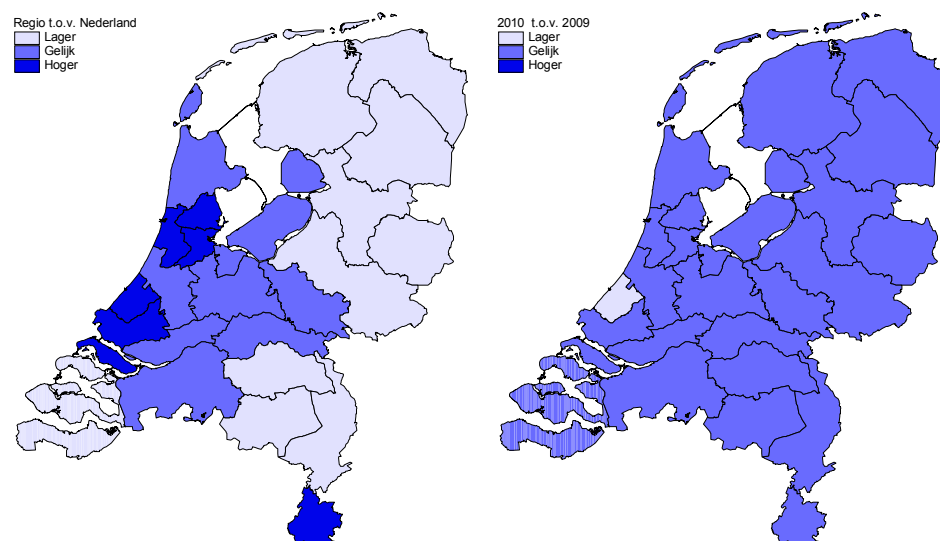 Regio t.o.v. Nederland
Lager
Gelijk
Hoger
2010 t.o.v. 2009
Lager
Gelijk
Hoger